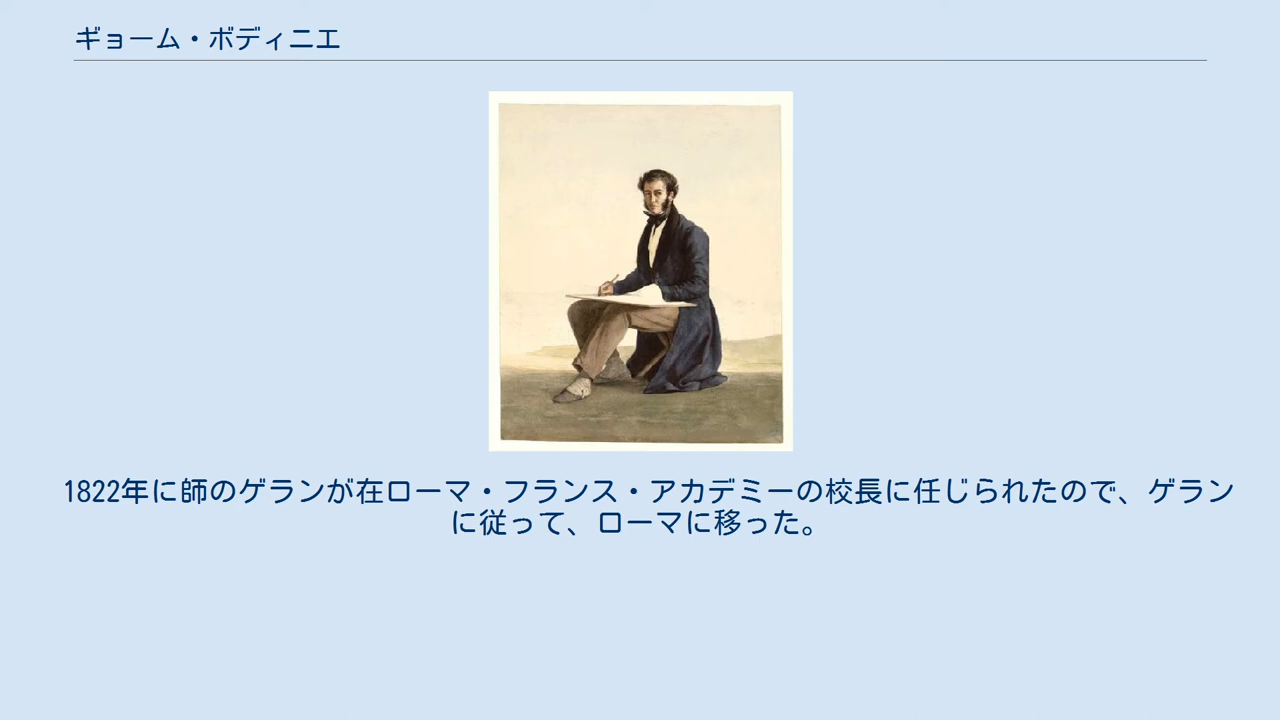 ギョーム・ボディニエ
1822年に師のゲランが在ローマ・フランス・アカデミーの校長に任じられたので、ゲラン
に従って、ローマに移った。